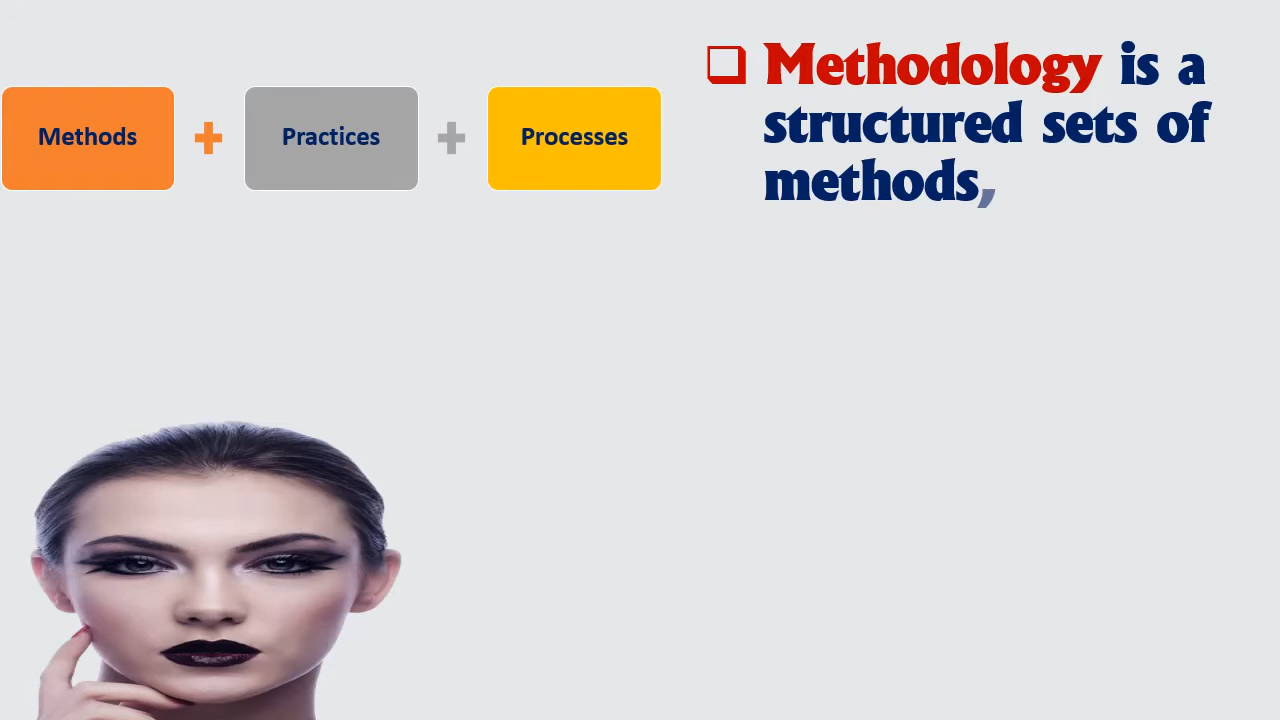 Methods + Practices + Processes
❑ Methodology is a
structured sets of
methods,